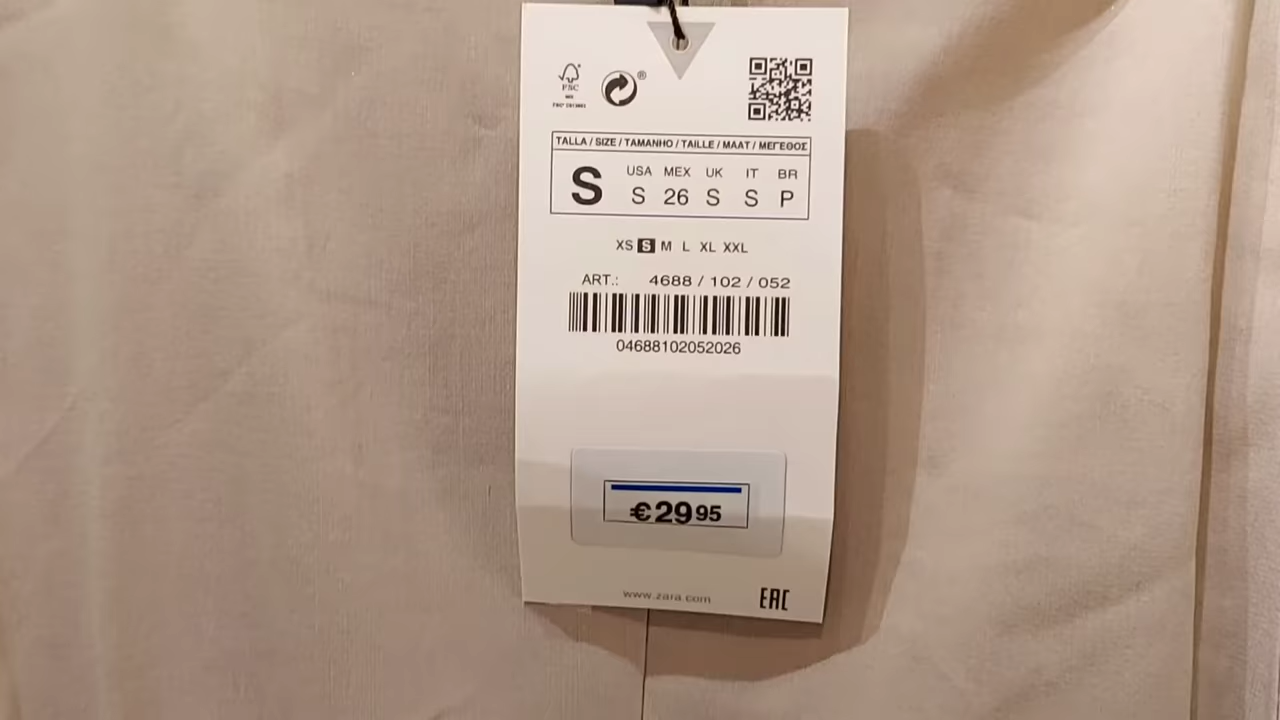 FSC
®
TALLA / SIZE / TAMANHO / TAILLE / MAAT / ΜΕΓΕΘΟΣ
S
USA MEX UK IT BR
S 26 S S P
XS S M L XL XXL
ART.: 4688 / 102 / 052
04688102052026
€29 95
www.zara.com
EAC